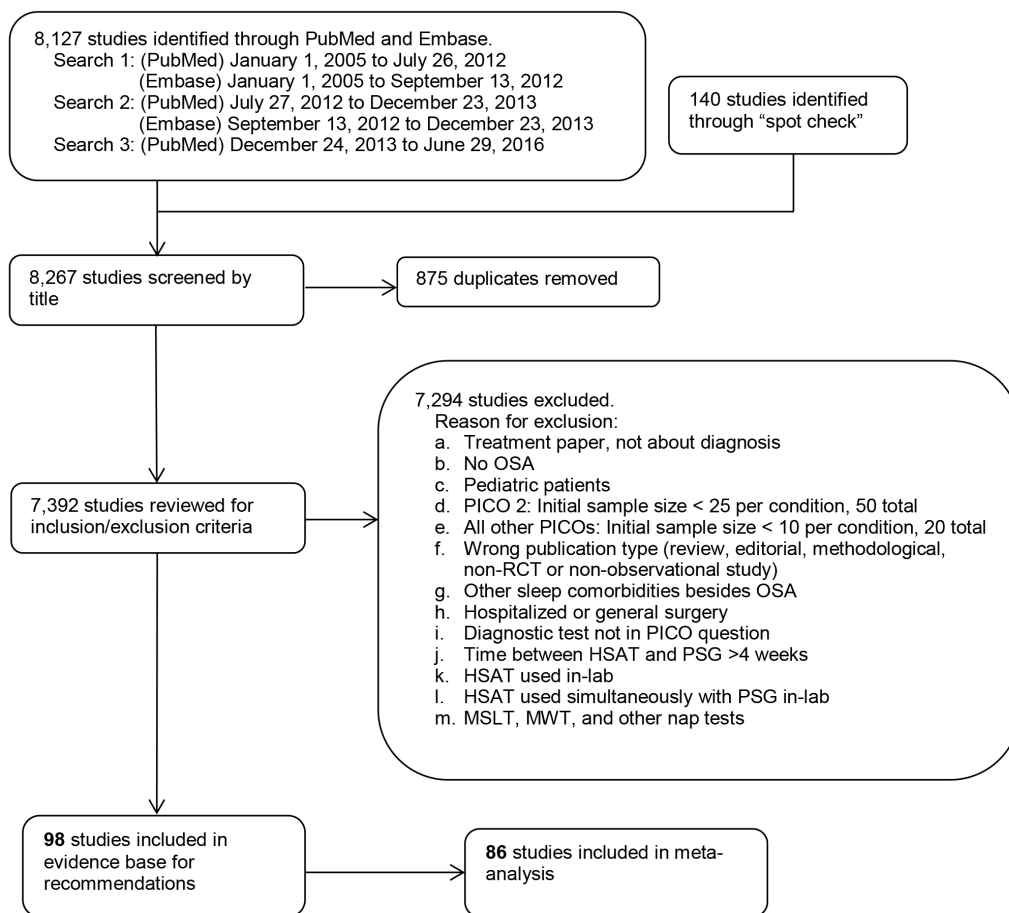 8,127 studies identified through PubMed and Embase.
Search 1: (PubMed) January 1, 2005 to July 26, 2012
(Embase) January 1, 2005 to September 13, 2012
Search 2: (PubMed) July 27, 2012 to December 23, 2013
(Embase) September 13, 2012 to December 23, 2013
Search 3: (PubMed) December 24, 2013 to June 29, 2016
140 studies identified
through “spot check”
8,267 studies screened by
title
875 duplicates removed
7,392 studies reviewed for
inclusion/exclusion criteria
7,294 studies excluded.
Reason for exclusion:
a. Treatment paper, not about diagnosis
b. No OSA
c. Pediatric patients
d. PICO 2: Initial sample size < 25 per condition, 50 total
e. All other PICOs: Initial sample size < 10 per condition, 20 total
f. Wrong publication type (review, editorial, methodological,
non-RCT or non-observational study)
g. Other sleep comorbidities besides OSA
h. Hospitalized or general surgery
i. Diagnostic test not in PICO question
j. Time between HSAT and PSG >4 weeks
k. HSAT used in-lab
l. HSAT used simultaneously with PSG in-lab
m. MSLT, MWT, and other nap tests
98 studies included in
evidence base for
recommendations
86 studies included in meta-
analysis